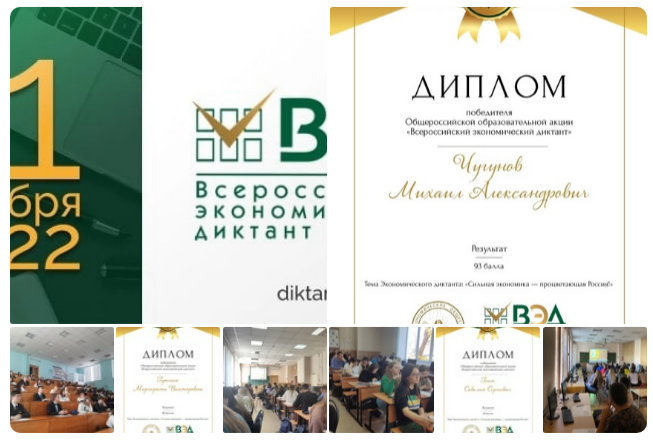 1
бря
22
ВЭ
Всеросс
экономи
диктант
diktan
ДИПЛОМ
победителя
Общероссийской образовательной акции
«Всероссийский экономический диктант»
Чугунов
Михаил Александрович
Результат
93 балла
Тема Экономического диктанта: «Сильная экономика — процветающая Россия!»
ВЭД
ДИПЛОМ
ВЭД
ДИПЛОМ
ВЭД